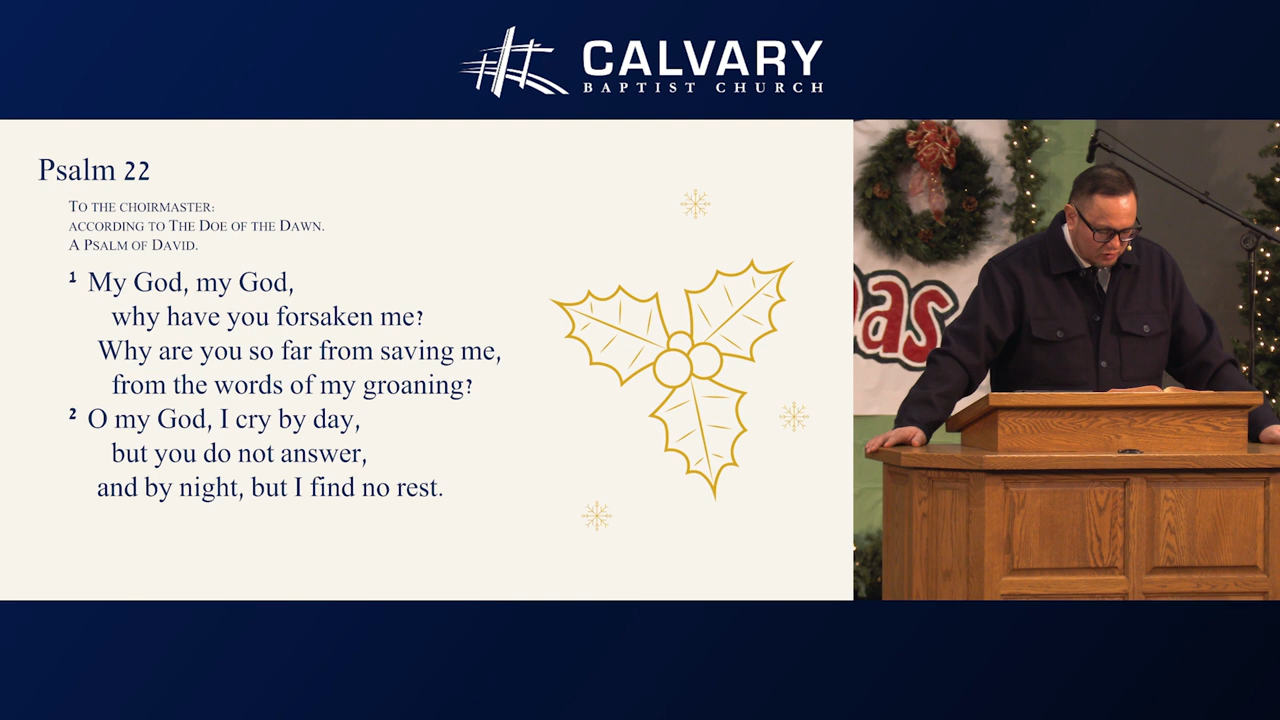 CALVARY
BAPTIST CHURCH
Psalm 22
TO THE CHOIRMASTER:
ACCORDING TO THE DOE OF THE DAWN.
A PSALM OF DAVID.
1 My God, my God,
why have you forsaken me?
Why are you so far from saving me,
from the words of my groaning?
2 O my God, I cry by day,
but you do not answer,
and by night, but I find no rest.
as